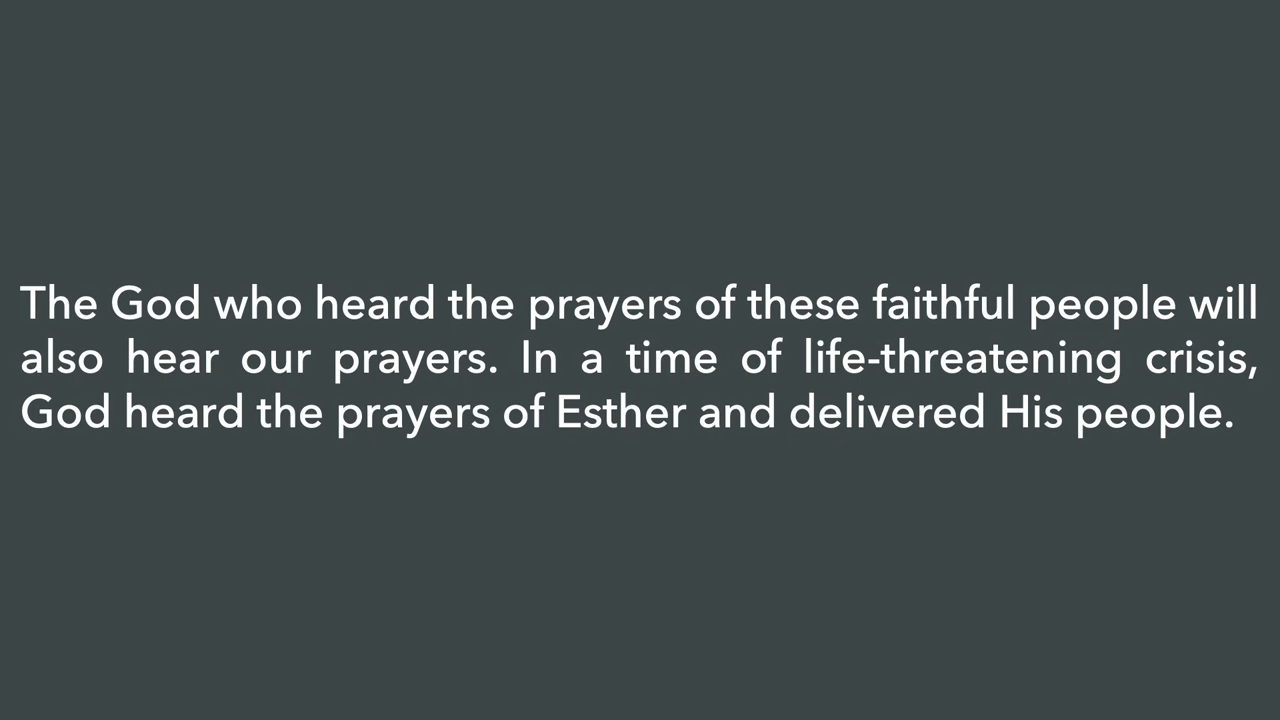 The God who heard the prayers of these faithful people will
also hear our prayers. In a time of life-threatening crisis,
God heard the prayers of Esther and delivered His people.